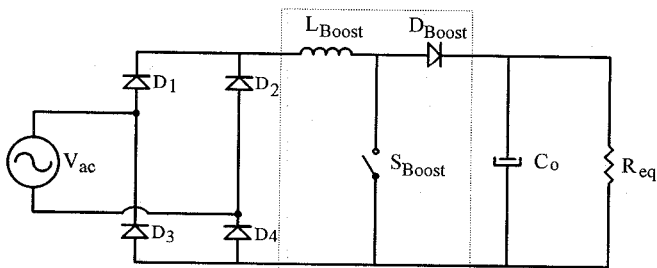 L_Boost
D_Boost
D1
D2
V_ac
S_Boost
C_o
R_eq
D3
D4